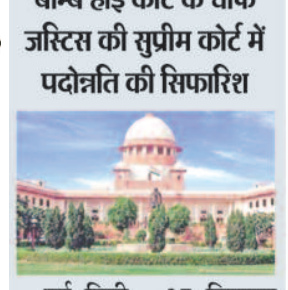 बॉम्बे हाई कोर्ट के चीफ
जस्टिस की सुप्रीम कोर्ट में
पदोन्नति की सिफारिश